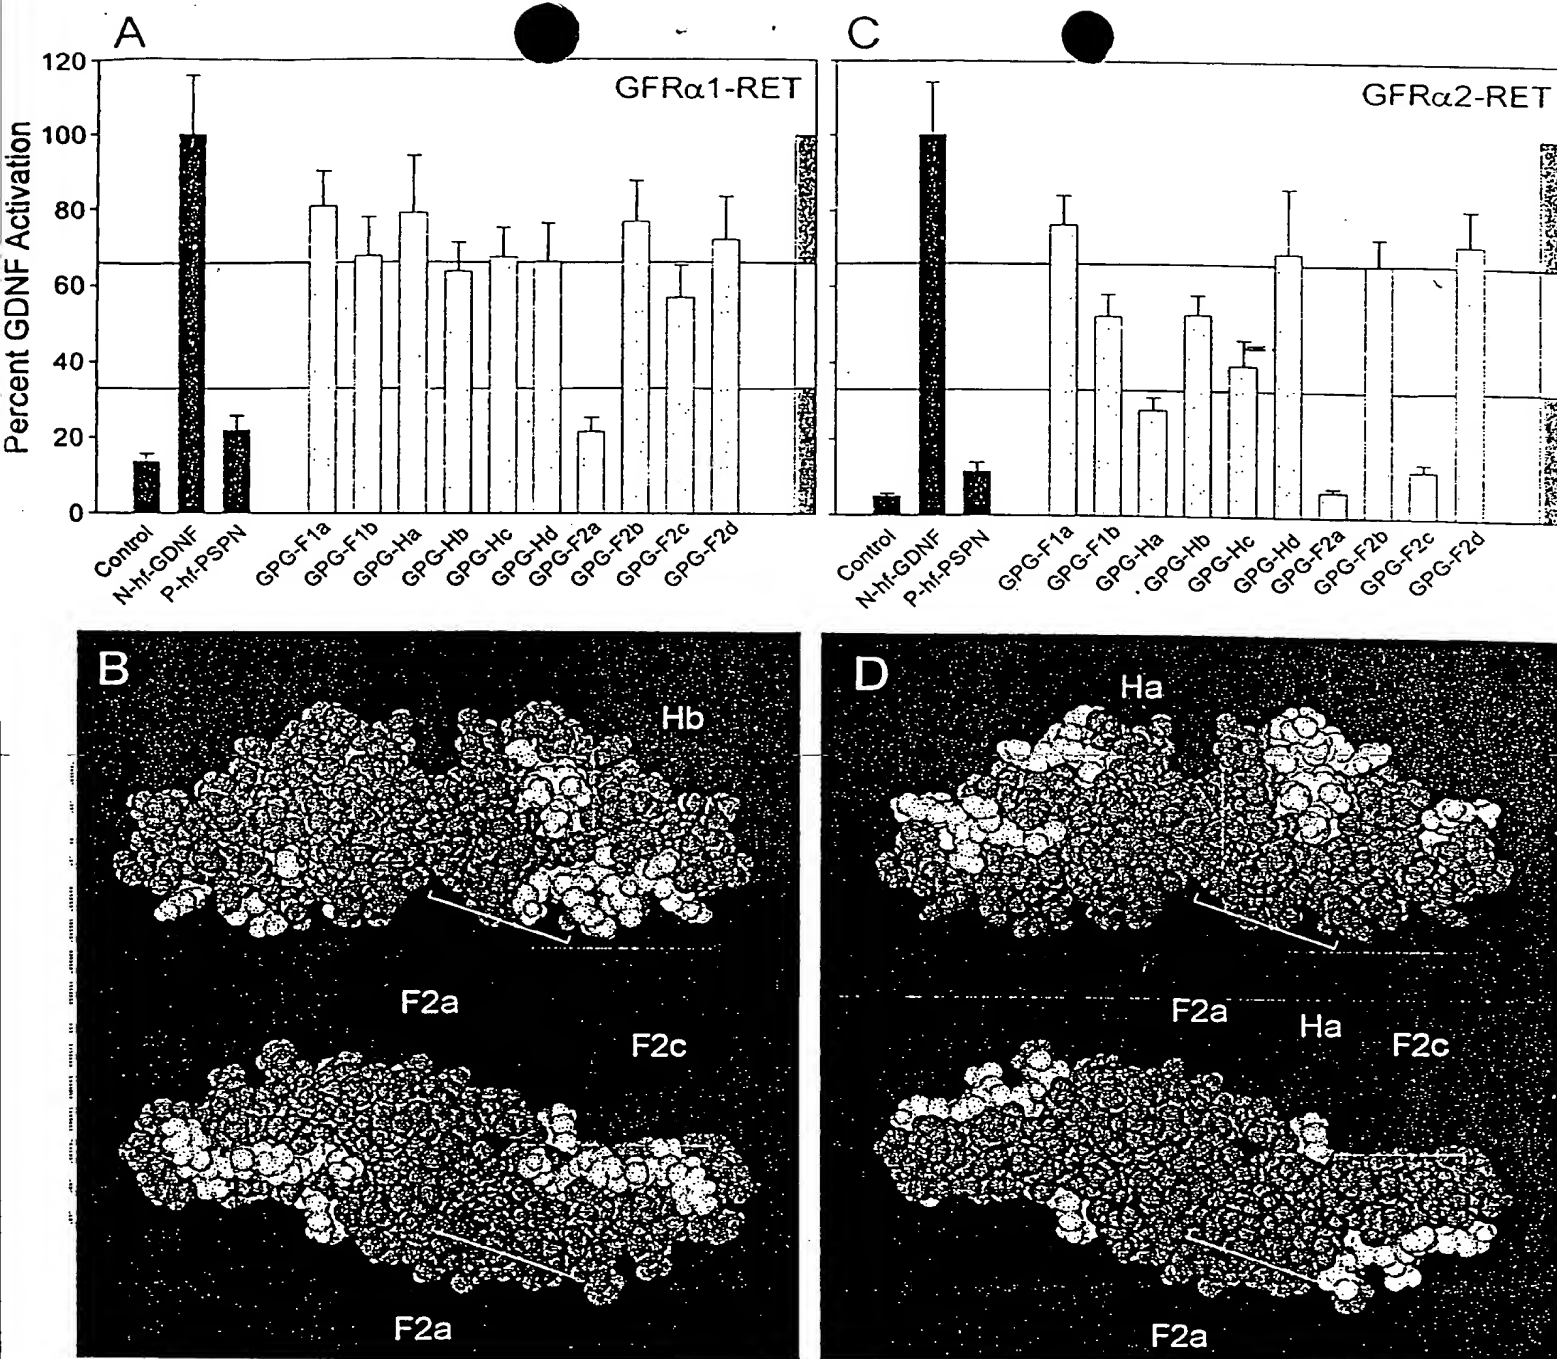 A
GFRα1-RET
Percent GDNF Activation
120
100
80
60
40
20
0
Control
N-hf-GDNF
P-hf-PSPN
GPG-F1a
GPG-F1b
GPG-Ha
GPG-Hb
GPG-Hc
GPG-Hd
GPG-F2a
GPG-F2b
GPG-F2c
GPG-F2d
C
GFRα2-RET
Control
N-hf-GDNF
P-hf-PSPN
GPG-F1a
GPG-F1b
GPG-Ha
GPG-Hb
GPG-Hc
GPG-Hd
GPG-F2a
GPG-F2b
GPG-F2c
GPG-F2d
B
Hb
F2a
F2c
F2a
D
Ha
F2a
Ha
F2c
F2a